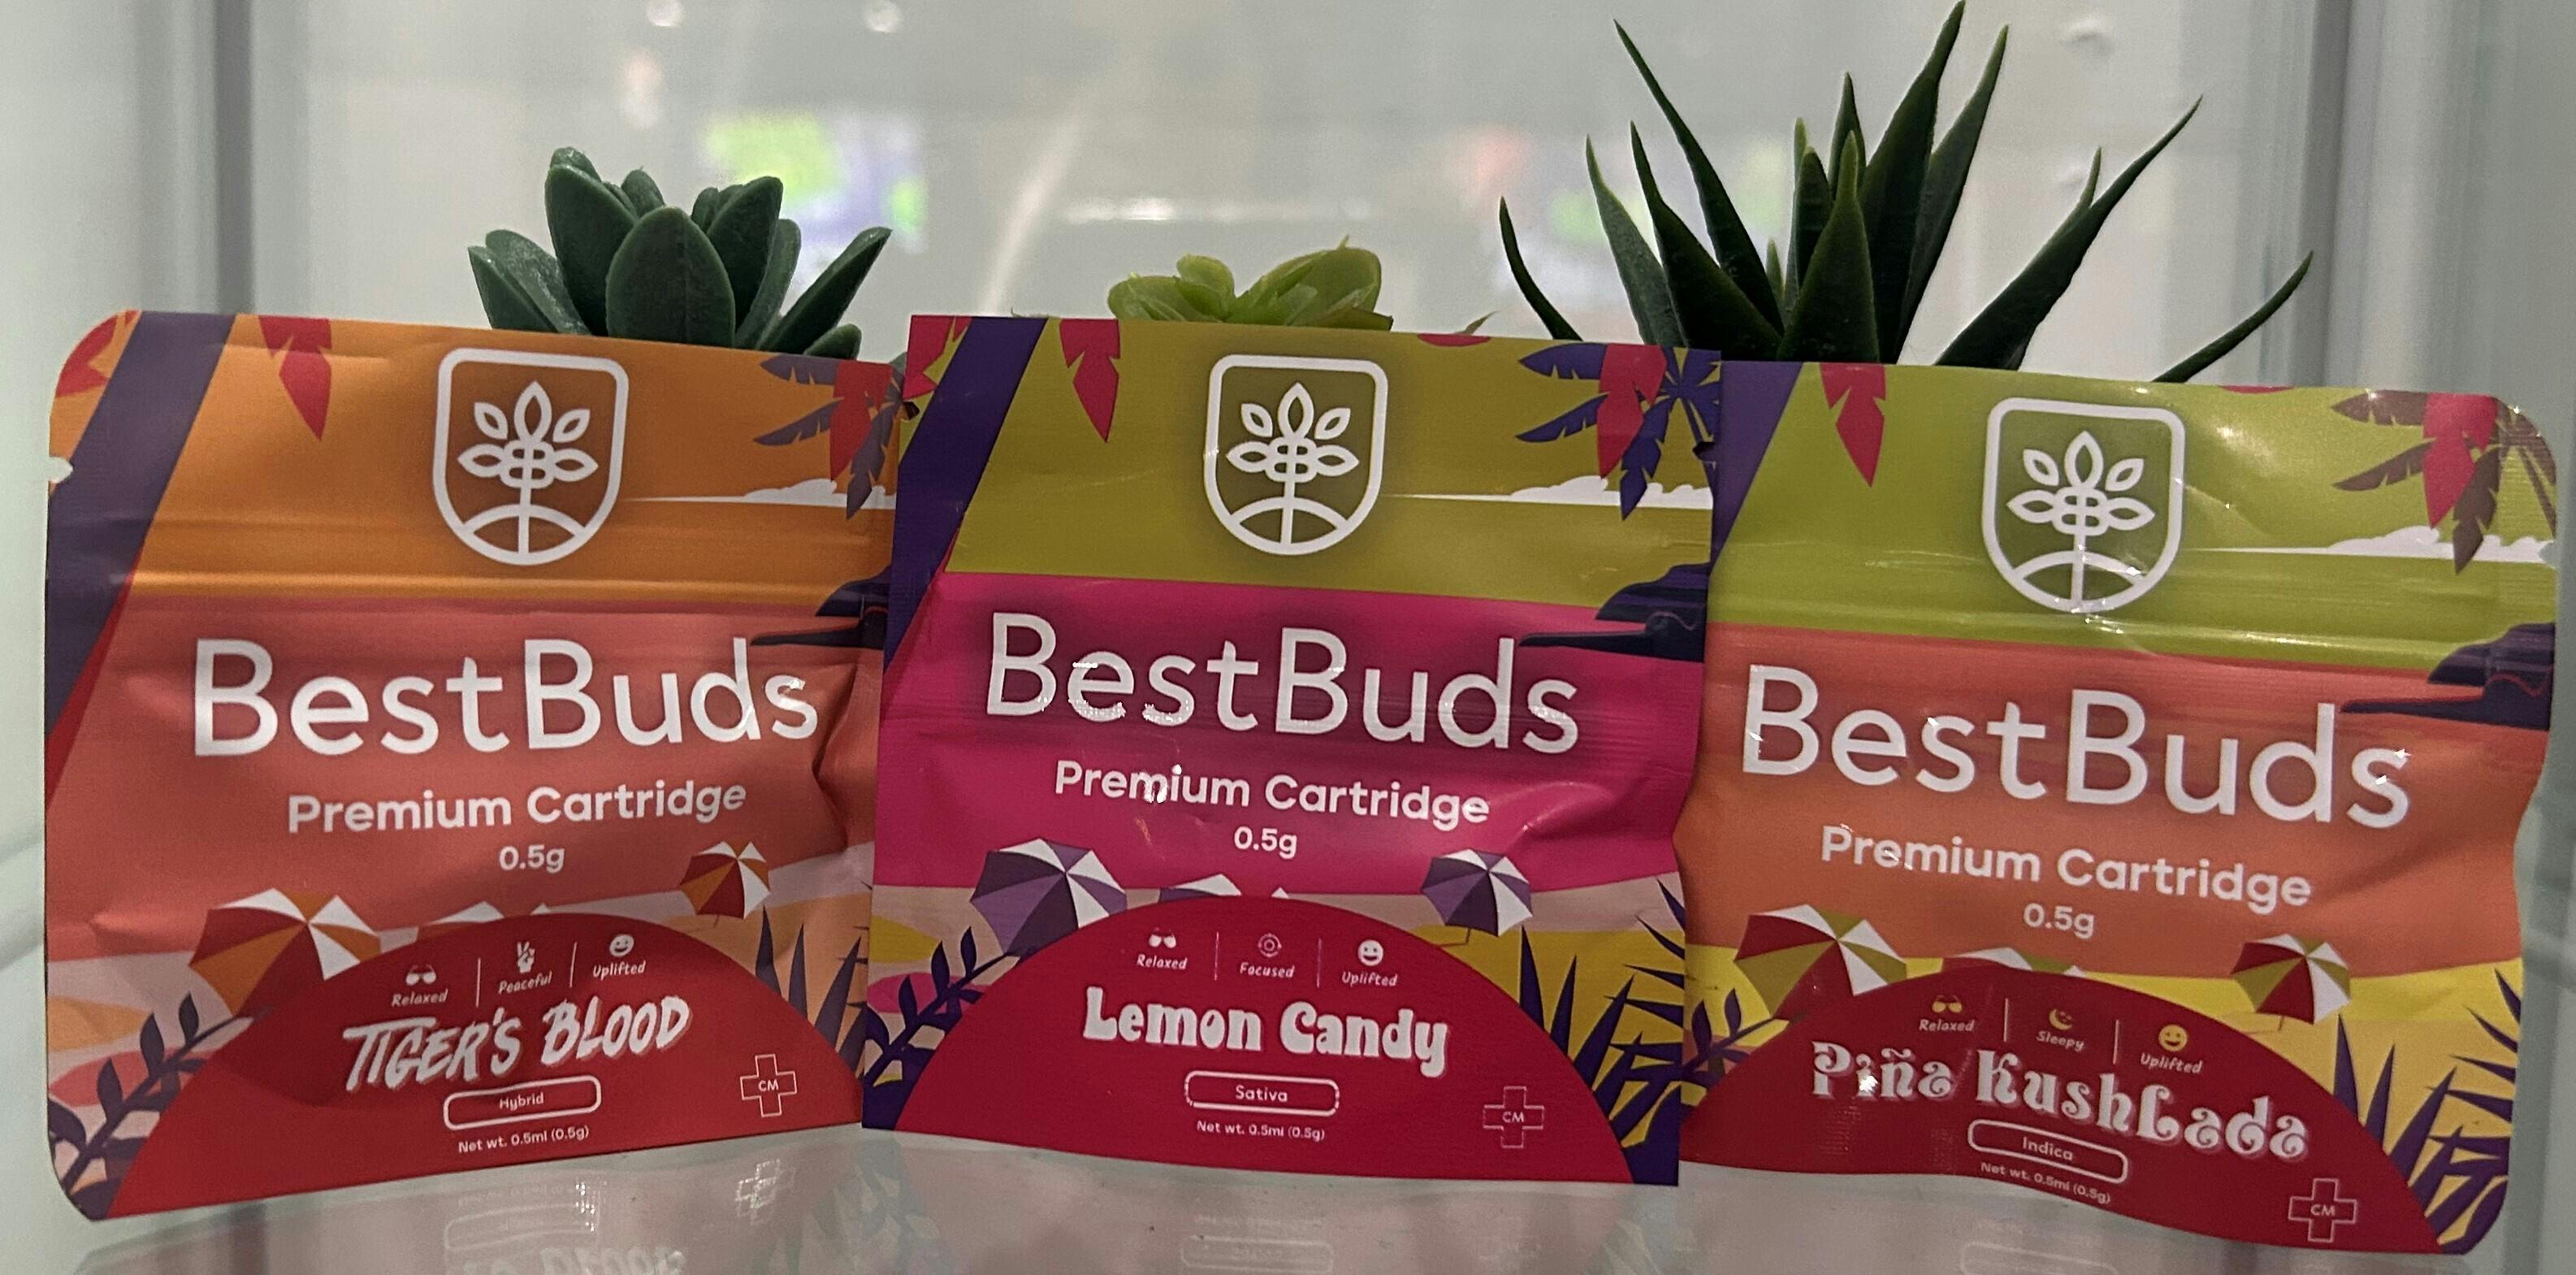 BestBuds
Premium Cartridge
0.5g
Relaxed
Peaceful
Uplifted
TIGER'S BLOOD
Hybrid
Net wt. 0.5ml (0.5g)
CM
BestBuds
Premium Cartridge
0.5g
Relaxed
Focused
Uplifted
Lemon Candy
Sativa
Net wt. 0.5ml (0.5g)
CM
BestBuds
Premium Cartridge
0.5g
Relaxed
Sleepy
Uplifted
Piña KushLada
Indica
Net wt. 0.5ml (0.5g)
CM